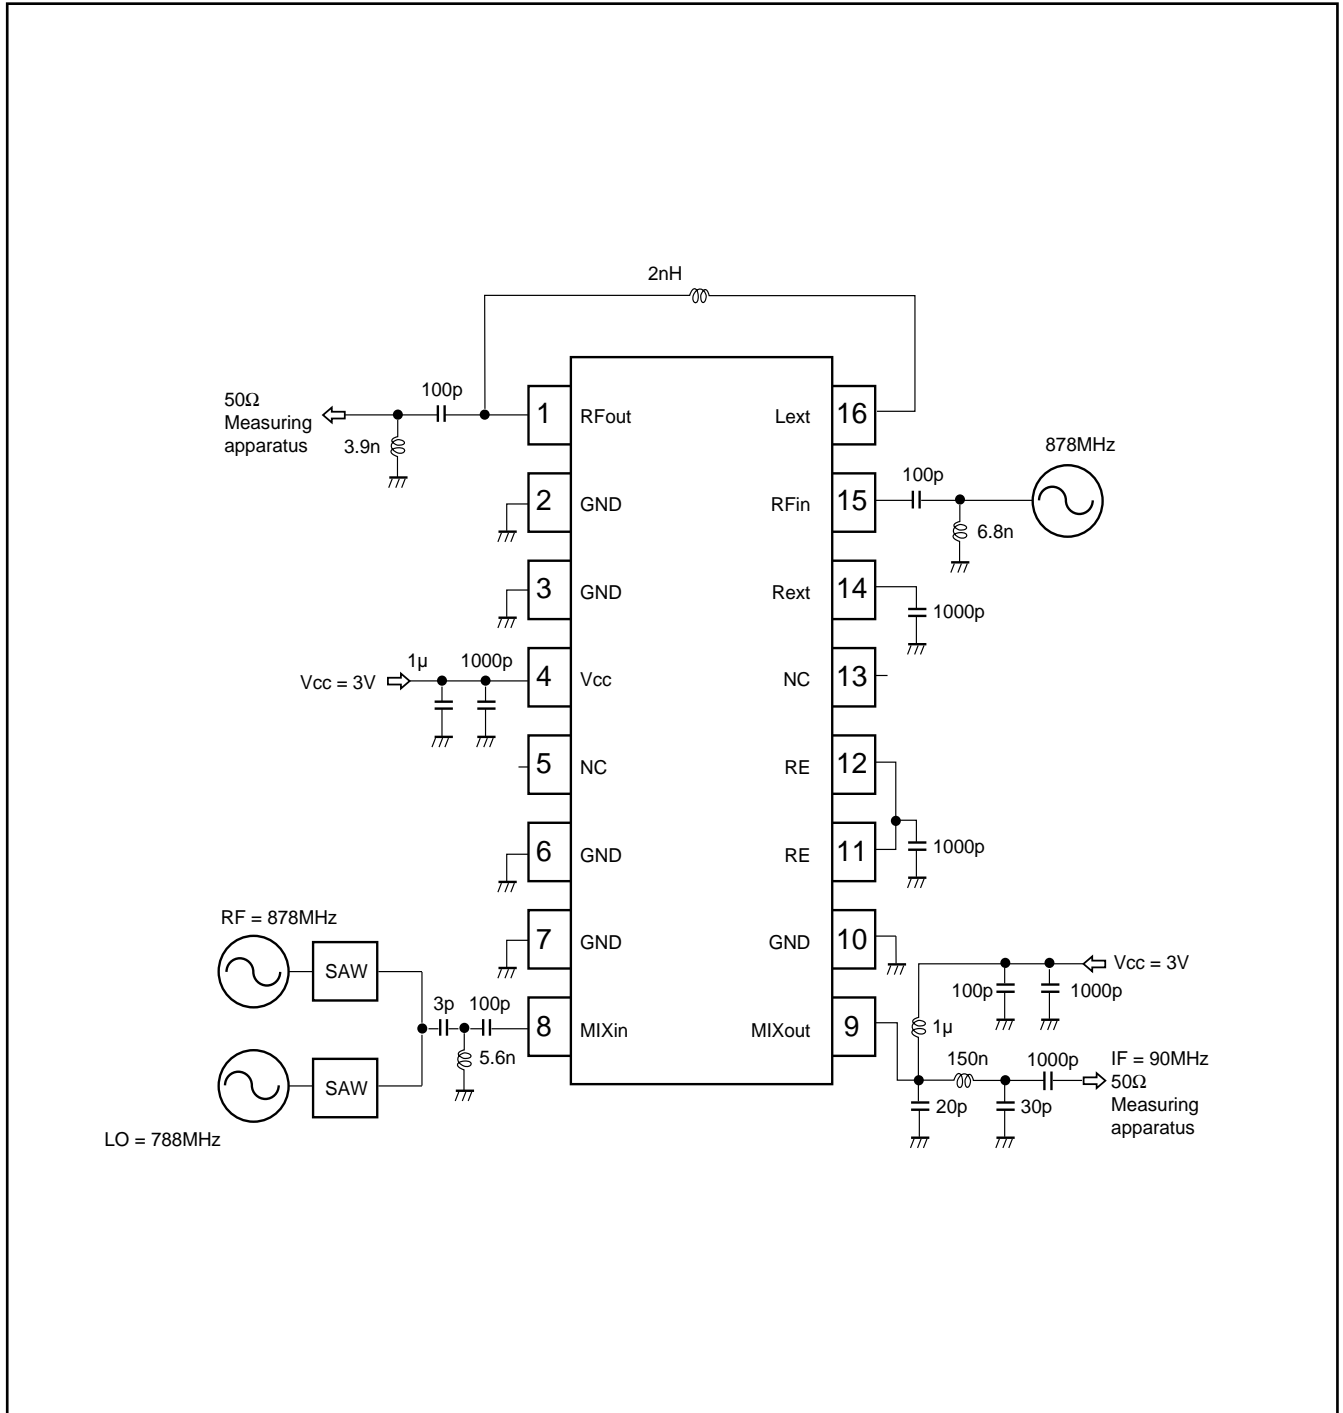 2nH
50Ω
Measuring
apparatus
100p
3.9n
1 RFout
Lext 16
878MHz
100p
2 GND
RFin 15
6.8n
3 GND
Rext 14
1000p
1µ 1000p
Vcc = 3V
4 Vcc
NC 13
5 NC
RE 12
6 GND
RE 11
1000p
RF = 878MHz
SAW
7 GND
GND 10
Vcc = 3V
100p
1000p
3p 100p
8 MIXin
MIXout 9
1µ
5.6n
150n
1000p
IF = 90MHz
50Ω
Measuring
apparatus
20p
30p
SAW
LO = 788MHz